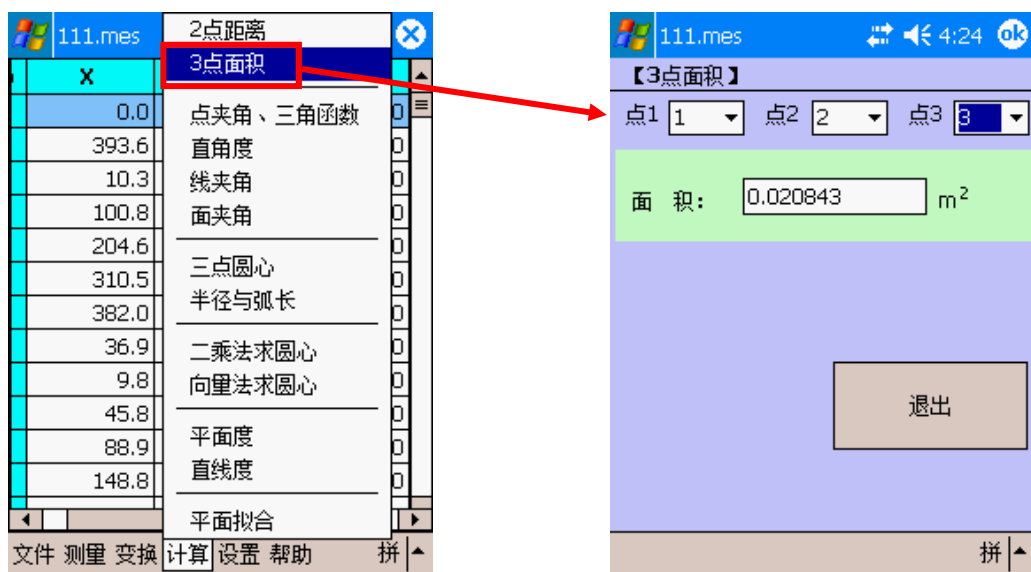 111.mes
X
0.0
393.6
10.3
100.8
204.6
310.5
382.0
36.9
9.8
45.8
88.9
148.8
2点距离
3点面积
点夹角、三角函数
直角度
线夹角
面夹角
三点圆心
半径与弧长
二乘法求圆心
向量法求圆心
平面度
直线度
平面拟合
文件 测量 变换 计算 设置 帮助 拼
111.mes 4:24 ok
【3点面积】
点1 1 点2 2 点3 3
面 积: 0.020843 m²
退出
拼